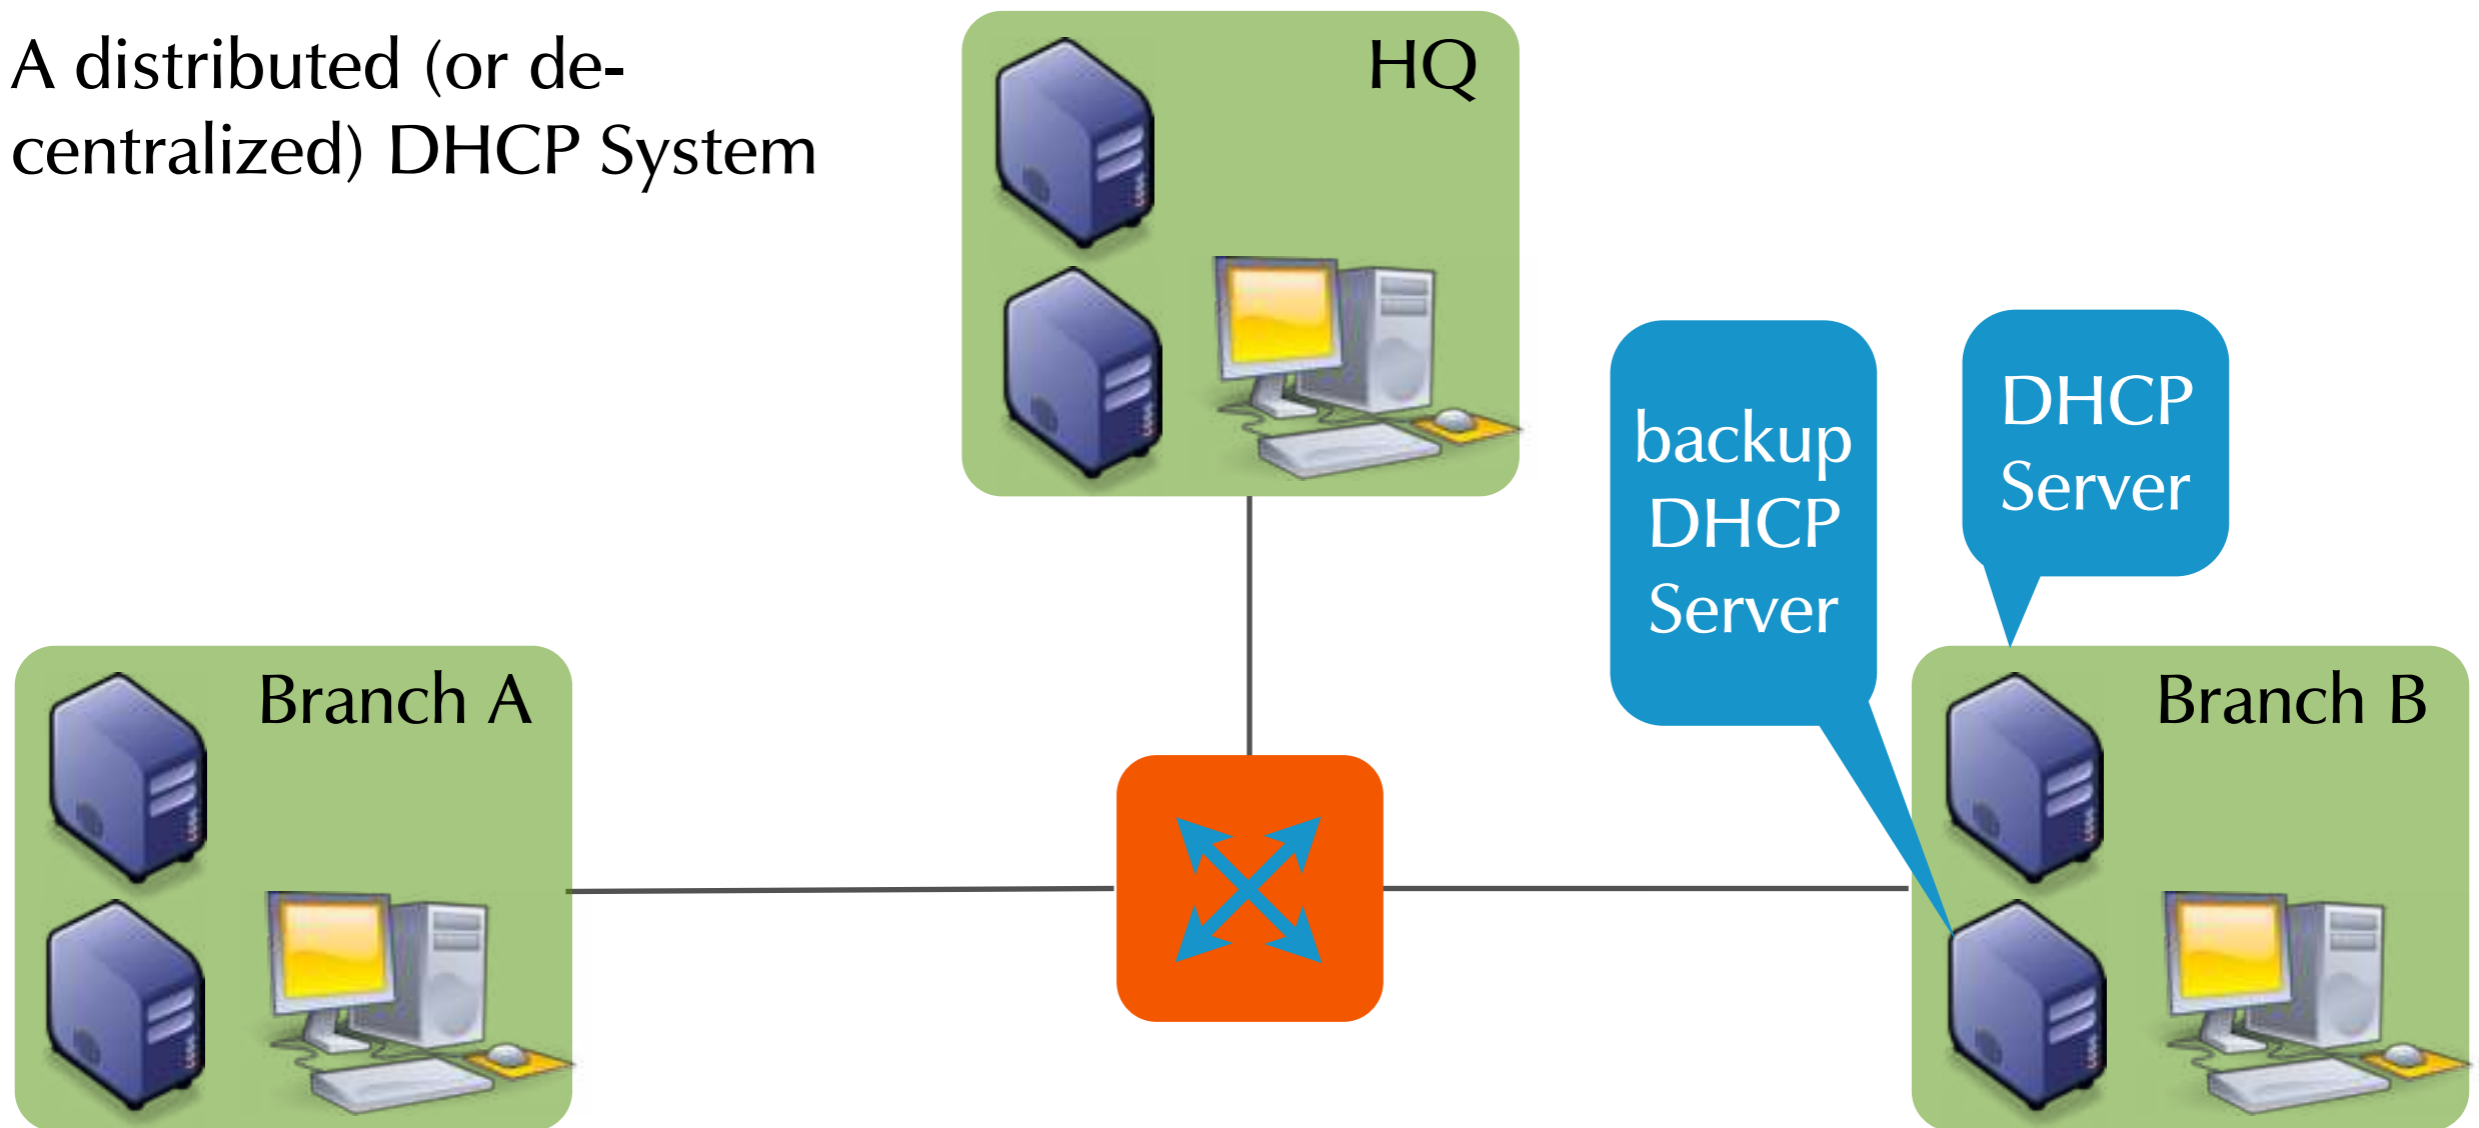 A distributed (or de-
centralized) DHCP System
HQ
backup
DHCP
Server
DHCP
Server
Branch A
Branch B